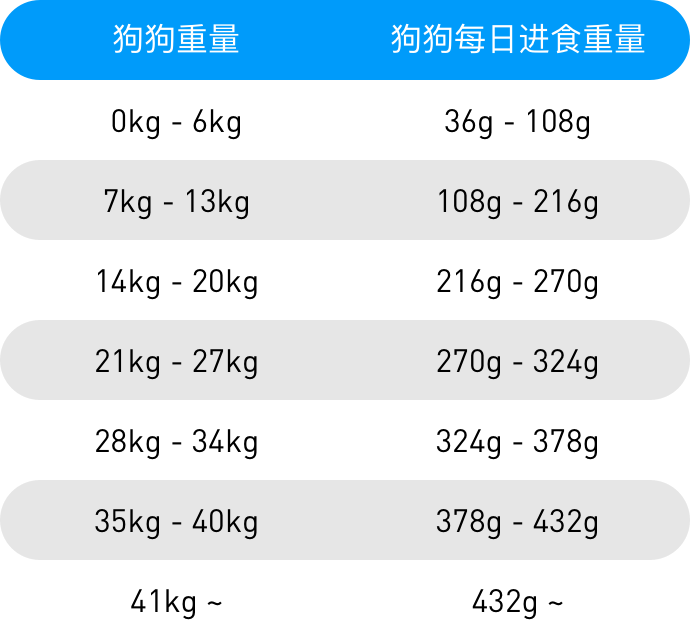 狗狗重量 狗狗每日进食重量
0kg - 6kg 36g - 108g
7kg - 13kg 108g - 216g
14kg - 20kg 216g - 270g
21kg - 27kg 270g - 324g
28kg - 34kg 324g - 378g
35kg - 40kg 378g - 432g
41kg ~ 432g ~